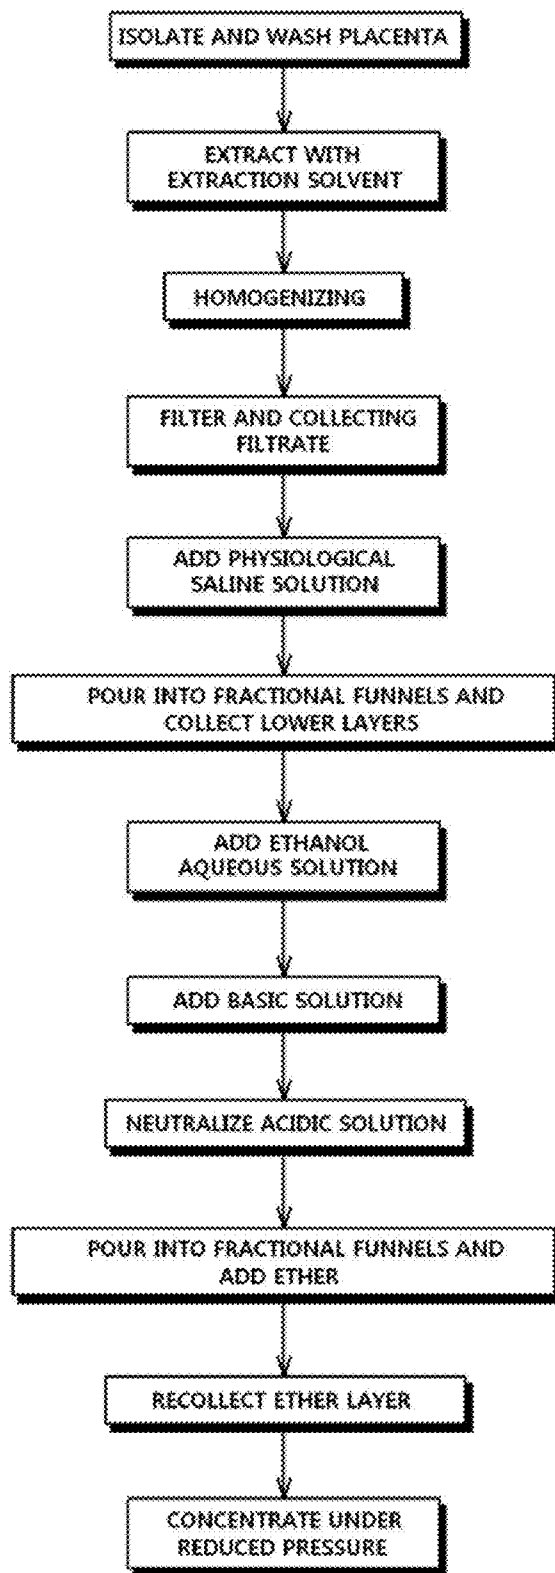 ISOLATE AND WASH PLACENTA
EXTRACT WITH
EXTRACTION SOLVENT
HOMOGENIZING
FILTER AND COLLECTING
FILTRATE
ADD PHYSIOLOGICAL
SALINE SOLUTION
POUR INTO FRACTIONAL FUNNELS AND
COLLECT LOWER LAYERS
ADD ETHANOL
AQUEOUS SOLUTION
ADD BASIC SOLUTION
NEUTRALIZE ACIDIC SOLUTION
POUR INTO FRACTIONAL FUNNELS AND
ADD ETHER
RECOLLECT ETHER LAYER
CONCENTRATE UNDER
REDUCED PRESSURE